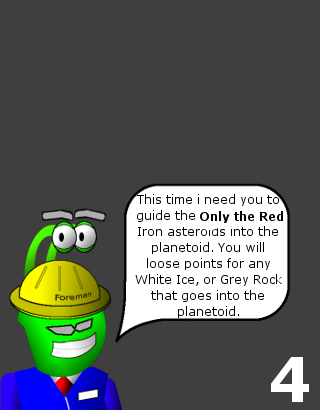 This time i need you to
guide the Only the Red
Iron asteroids into the
planetoid. You will
loose points for any
White Ice, or Grey Rock
that goes into the
planetoid.
Foreman
4